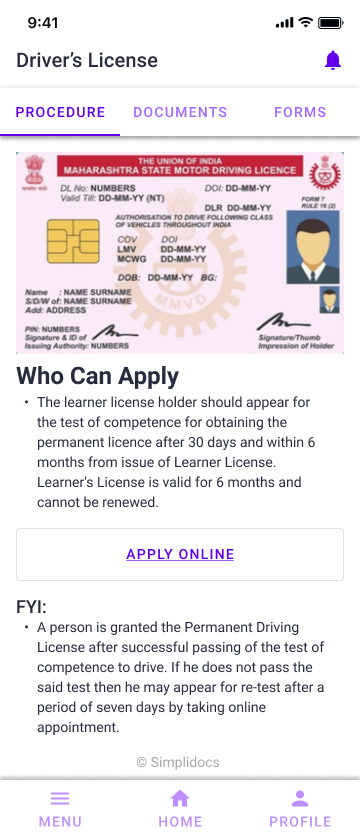 9:41
Driver’s License
PROCEDURE DOCUMENTS FORMS
THE UNION OF INDIA
MAHARASHTRA STATE MOTOR DRIVING LICENCE
DL No: NUMBERS DOI: DD-MM-YY
Valid Till: DD-MM-YY (NT)
DLR DD-MM-YY
FORM 7
RULE 16 (2)
AUTHORISATION TO DRIVE FOLLOWING CLASS
OF VEHICLES THROUGHOUT INDIA
COV DOI
LMV DD-MM-YY
MCWG DD-MM-YY
DOB: DD-MM-YY BG:
MMVD
Name : NAME SURNAME
S/D/W of: NAME SURNAME
Add: ADDRESS
PIN: NUMBERS
Signature & ID of
Issuing Authority: NUMBERS
Signature/Thumb
Impression of Holder
Who Can Apply
• The learner license holder should appear for
the test of competence for obtaining the
permanent licence after 30 days and within 6
months from issue of Learner License.
Learner's License is valid for 6 months and
cannot be renewed.
APPLY ONLINE
FYI:
• A person is granted the Permanent Driving
License after successful passing of the test of
competence to drive. If he does not pass the
said test then he may appear for re-test after a
period of seven days by taking online
appointment.
© Simplidocs
MENU HOME PROFILE